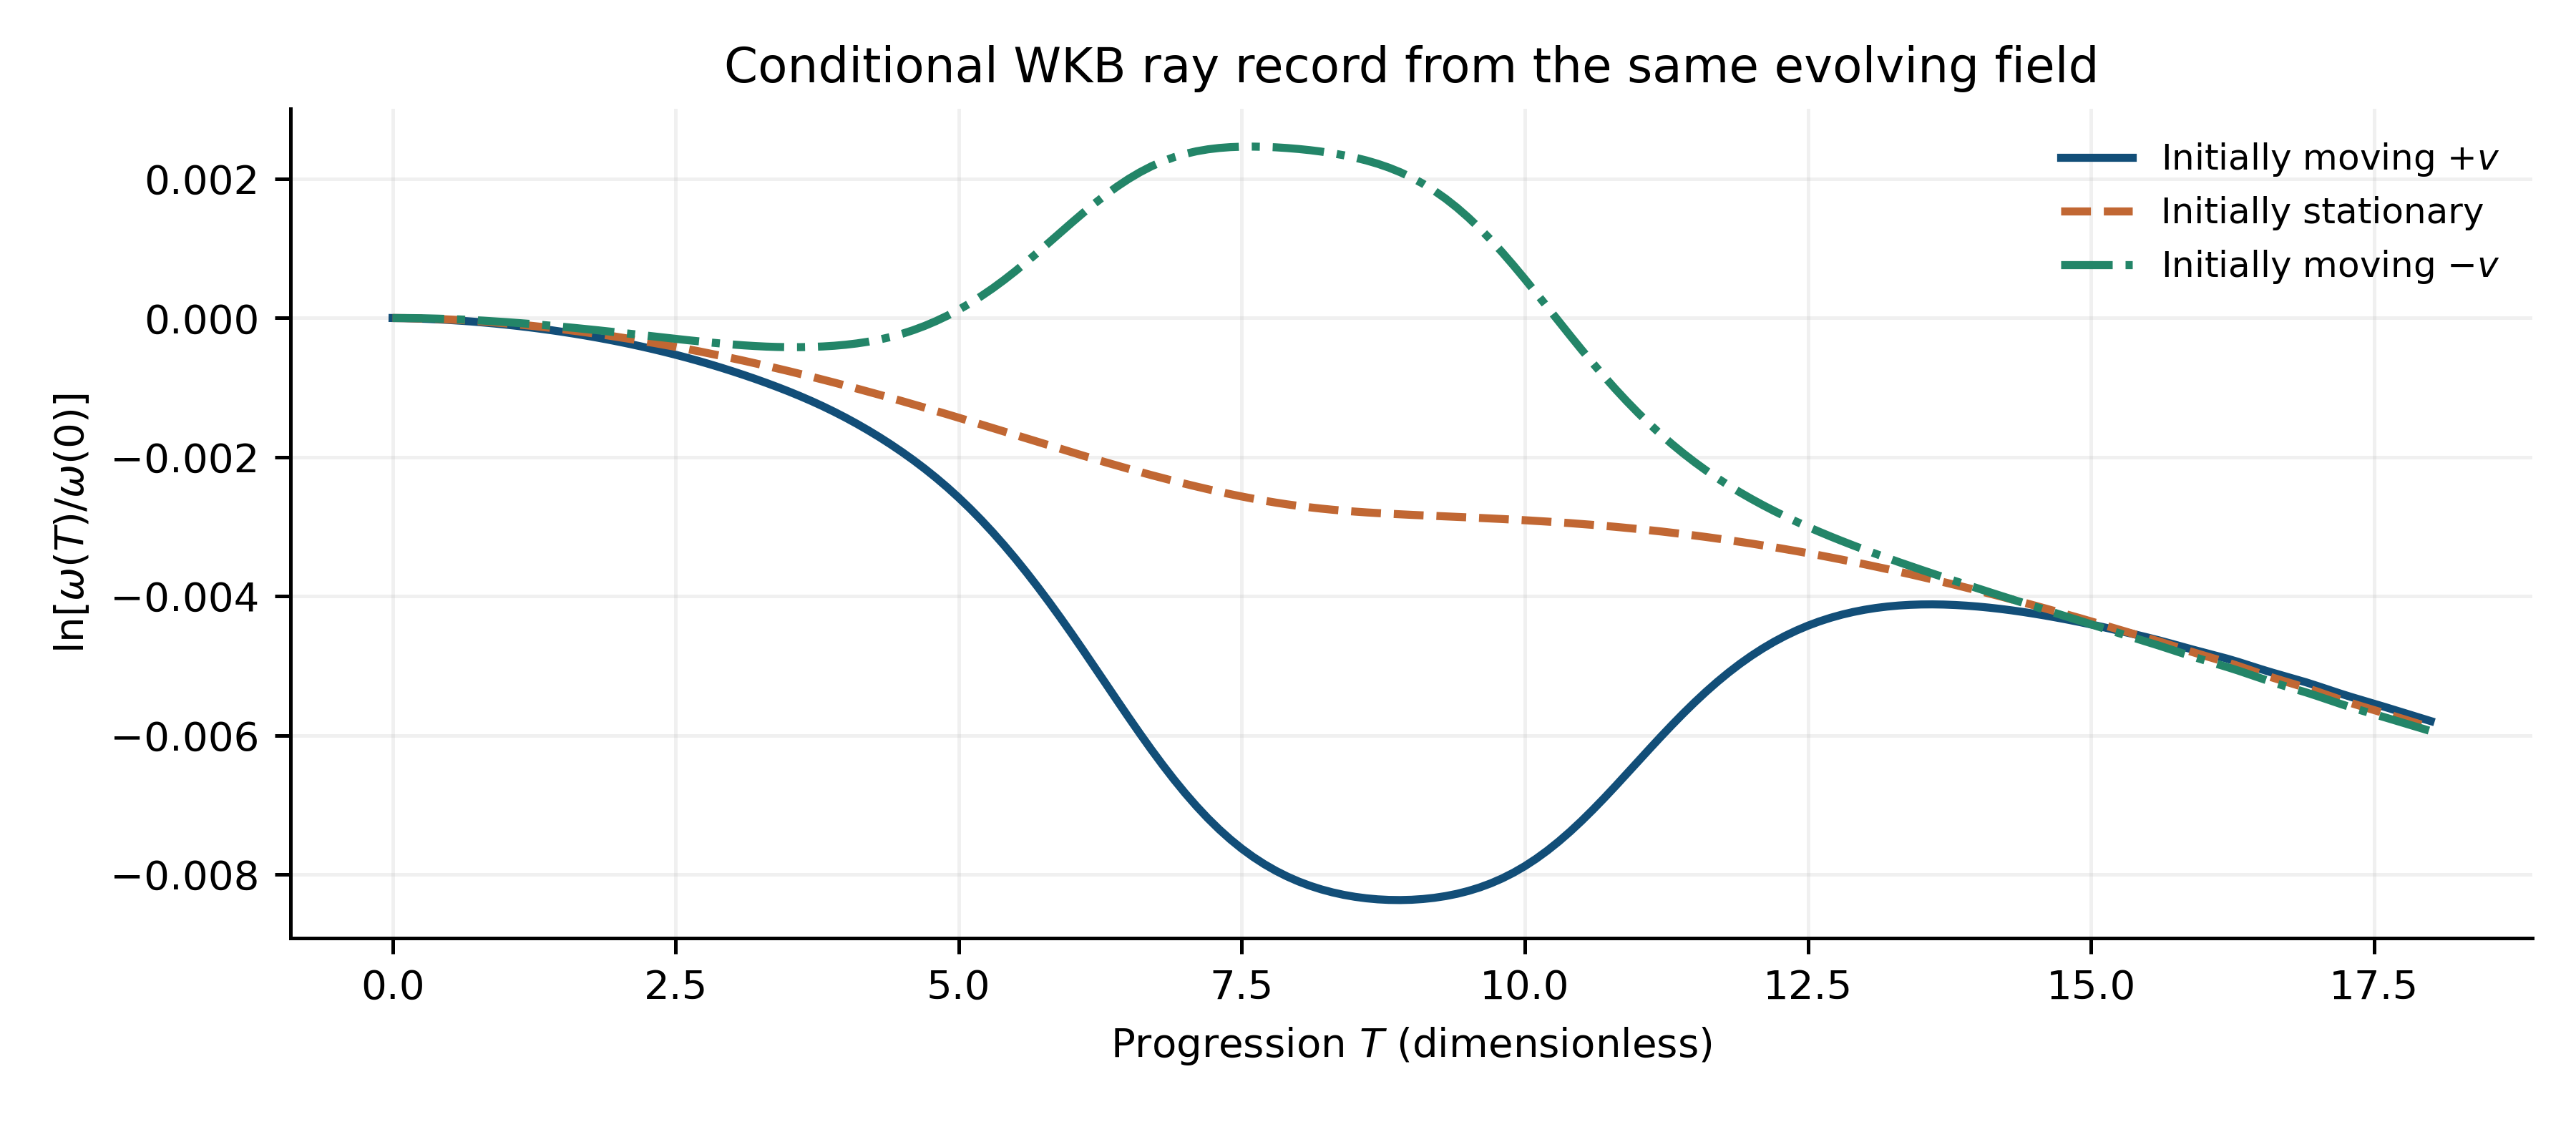 Conditional WKB ray record from the same evolving field
Initially moving +v
Initially stationary
Initially moving −v
0.002
0.000
−0.002
−0.004
−0.006
−0.008
ln[ω(T)/ω(0)]
0.0 2.5 5.0 7.5 10.0 12.5 15.0 17.5
Progression T (dimensionless)